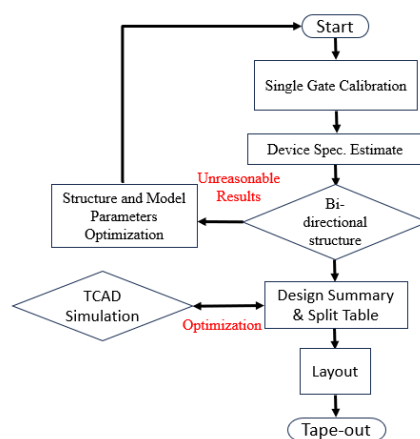 Start
Single Gate Calibration
Device Spec. Estimate
Unreasonable
Results
Structure and Model
Parameters
Optimization
Bi-
directional
structure
TCAD
Simulation
Optimization
Design Summary
& Split Table
Layout
Tape-out